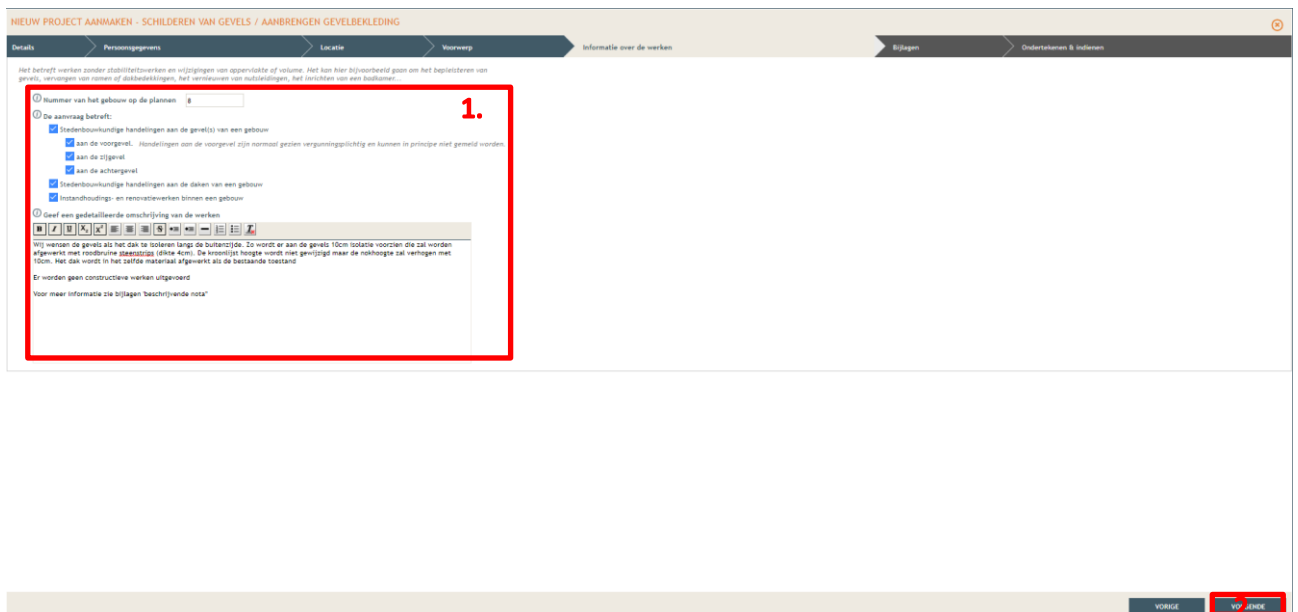 NIEUW PROJECT AANMAKEN - SCHILDEREN VAN GEVELS / AANBRENGEN GEVELBEKLEDING
Details Persoonsgegevens Locatie Voorwerp Informatie over de werken Bijlagen Ondertekenen & indienen
Het betreft werken zonder stabiliteitswerken en wijzigingen van oppervlakte of volume. Het kan hier bijvoorbeeld gaan om het bepleisteren van
gevels, vervangen van ramen of dakbedekkingen, het vernieuwen van nutsleidingen, het inrichten van een badkamer...
1.
Nummer van het gebouw op de plannen 8
De aanvraag betreft:
Stedenbouwkundige handelingen aan de gevel(s) van een gebouw
aan de voorgevel. Handelingen aan de voorgevel zijn normaal gezien vergunningsplichtig en kunnen in principe niet gemeld worden.
aan de zijgevel
aan de achtergevel
Stedenbouwkundige handelingen aan de daken van een gebouw
Instandhoudings- en renovatiewerken binnen een gebouw
Geef een gedetailleerde omschrijving van de werken
Wij wensen de gevels als het dak te isoleren langs de buitenzijde. Zo wordt er aan de gevels 10cm isolatie voorzien die zal worden
afgewerkt met roodbruine steenstrips (dikte 4cm). De kroonlijst hoogte wordt niet gewijzigd maar de nokhoogte zal verhogen met
10cm. Het dak wordt in het zelfde materiaal afgewerkt als de bestaande toestand
Er worden geen constructieve werken uitgevoerd
Voor meer informatie zie bijlagen 'beschrijvende nota"
VORIGE VOLGENDE
2.